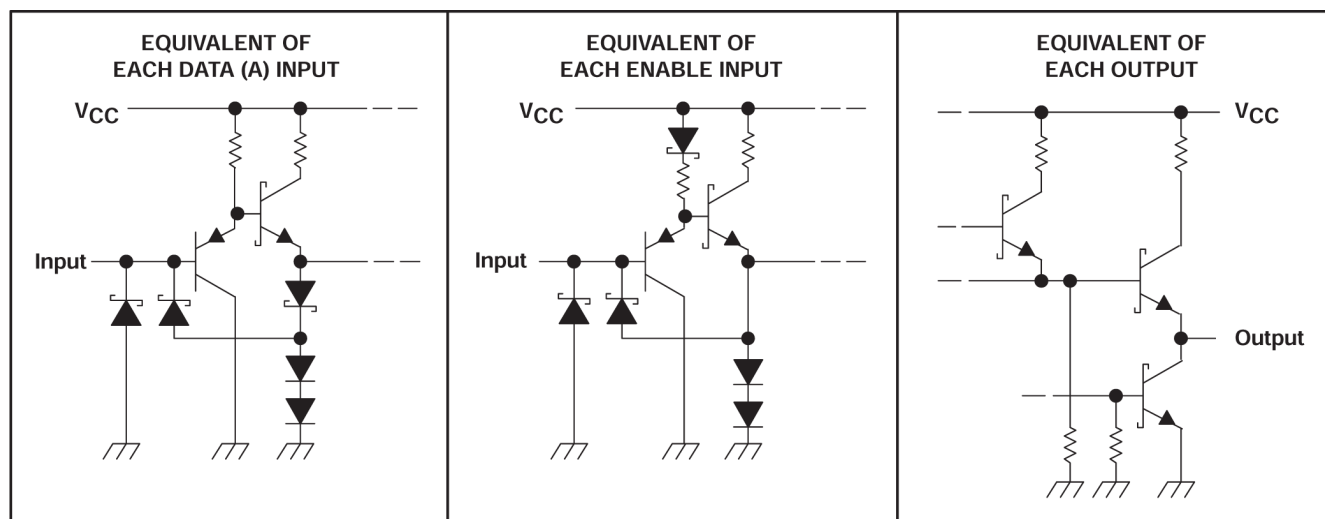 EQUIVALENT OF
EACH DATA (A) INPUT
VCC
Input
EQUIVALENT OF
EACH ENABLE INPUT
VCC
Input
EQUIVALENT OF
EACH OUTPUT
VCC
Output